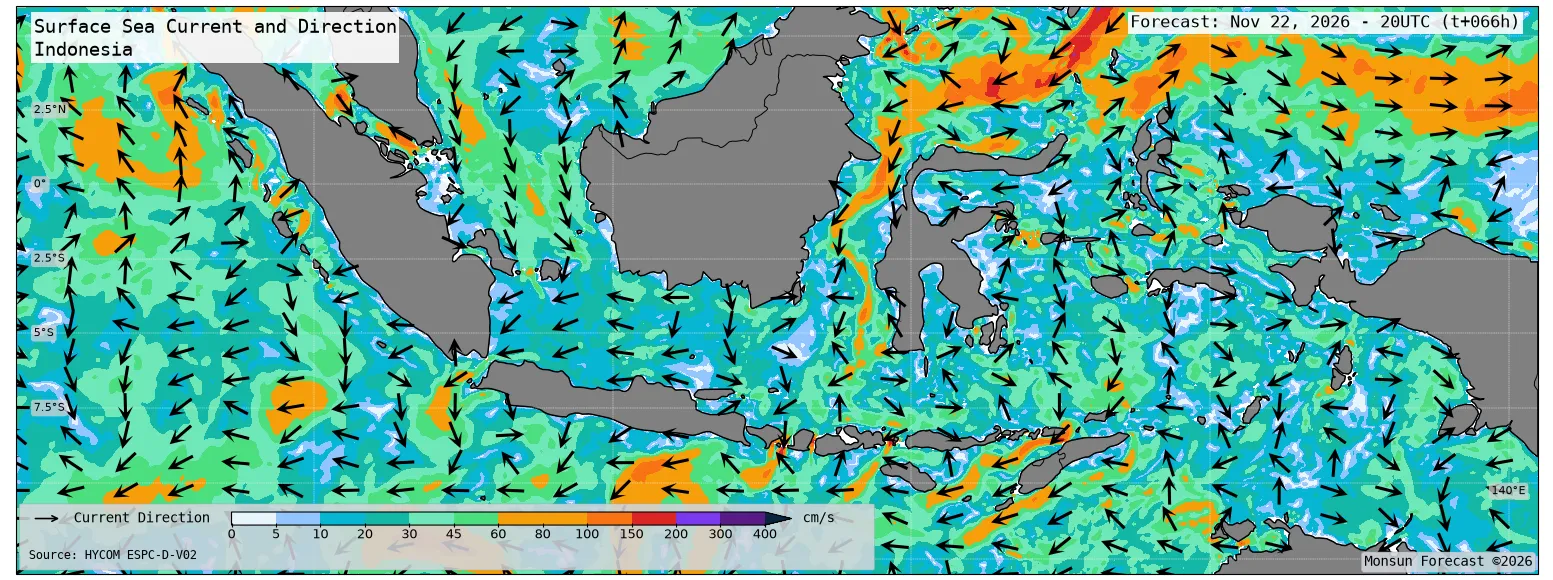 Surface Sea Current and Direction
Indonesia
Forecast: Nov 22, 2026 - 20UTC (t+066h)
2.5°N
0°
2.5°S
5°S
7.5°S
140°E
Current Direction
0 5 10 20 30 45 60 80 100 150 200 300 400 cm/s
Source: HYCOM ESPC-D-V02
Monsun Forecast ©2026